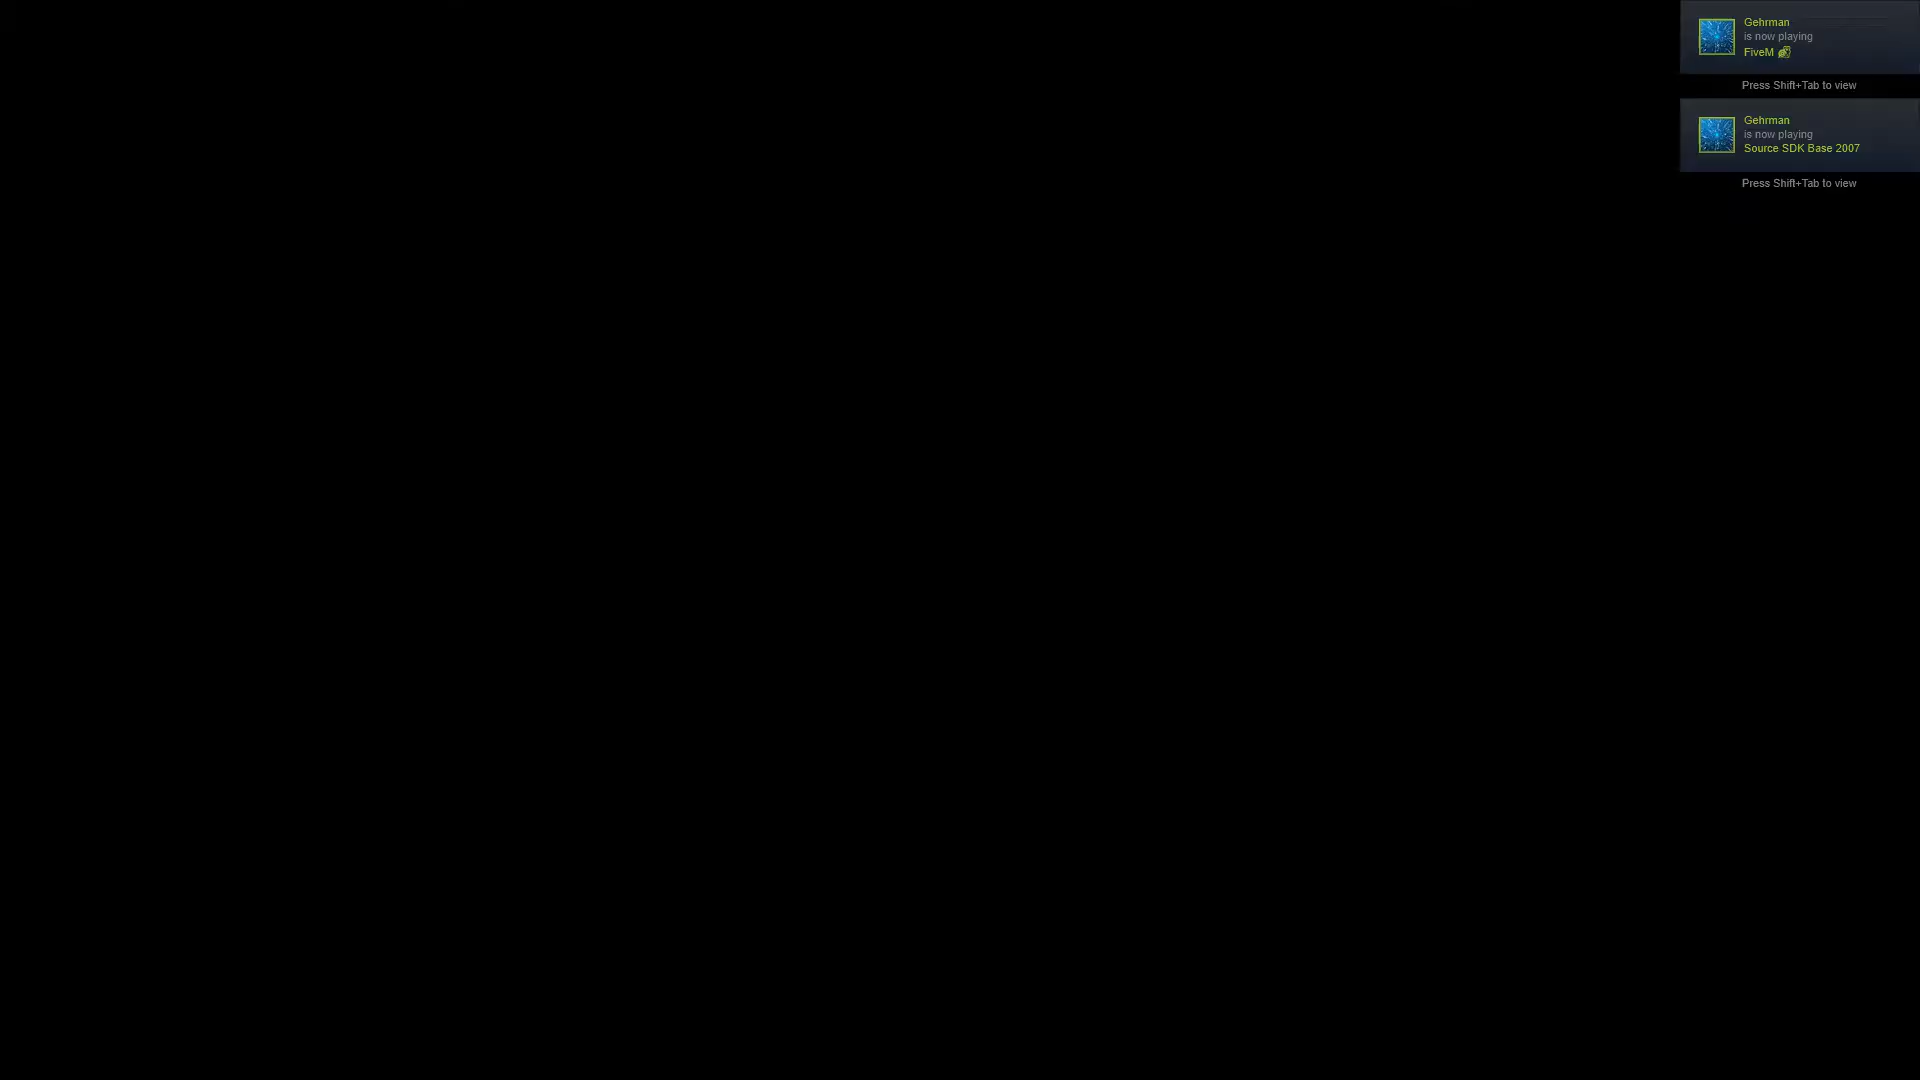 Gehrman
is now playing
FiveM
Press Shift+Tab to view
Gehrman
is now playing
Source SDK Base 2007
Press Shift+Tab to view